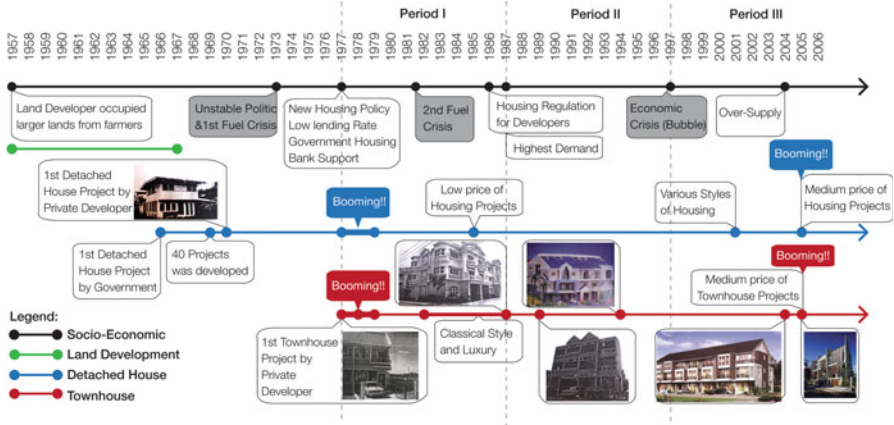 Period I
Period II
Period III
1957
1958
1959
1960
1961
1962
1963
1964
1965
1966
1967
1968
1969
1970
1971
1972
1973
1974
1975
1976
1977
1978
1979
1980
1981
1982
1983
1984
1985
1986
1987
1988
1989
1990
1991
1992
1993
1994
1995
1996
1997
1998
1999
2000
2001
2002
2003
2004
2005
2006
Land Developer occupied
larger lands from farmers
Unstable Politic
&1st Fuel Crisis
New Housing Policy
Low lending Rate
Government Housing
Bank Support
2nd Fuel
Crisis
Housing Regulation
for Developers
Highest Demand
Economic
Crisis (Bubble)
Over-Supply
1st Detached
House Project by
Private Developer
Booming!!
Low price of
Housing Projects
Various Styles
of Housing
Booming!!
Medium price of
Housing Projects
1st Detached
House Project
by Government
40 Projects
was developed
Booming!!
Booming!!
Medium price of
Townhouse Projects
1st Townhouse
Project by
Private
Developer
Classical Style
and Luxury
Legend:
Socio-Economic
Land Development
Detached House
Townhouse